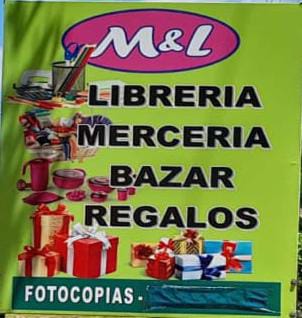 M&L
LIBRERIA
MERCERIA
BAZAR
REGALOS
FOTOCOPIAS -